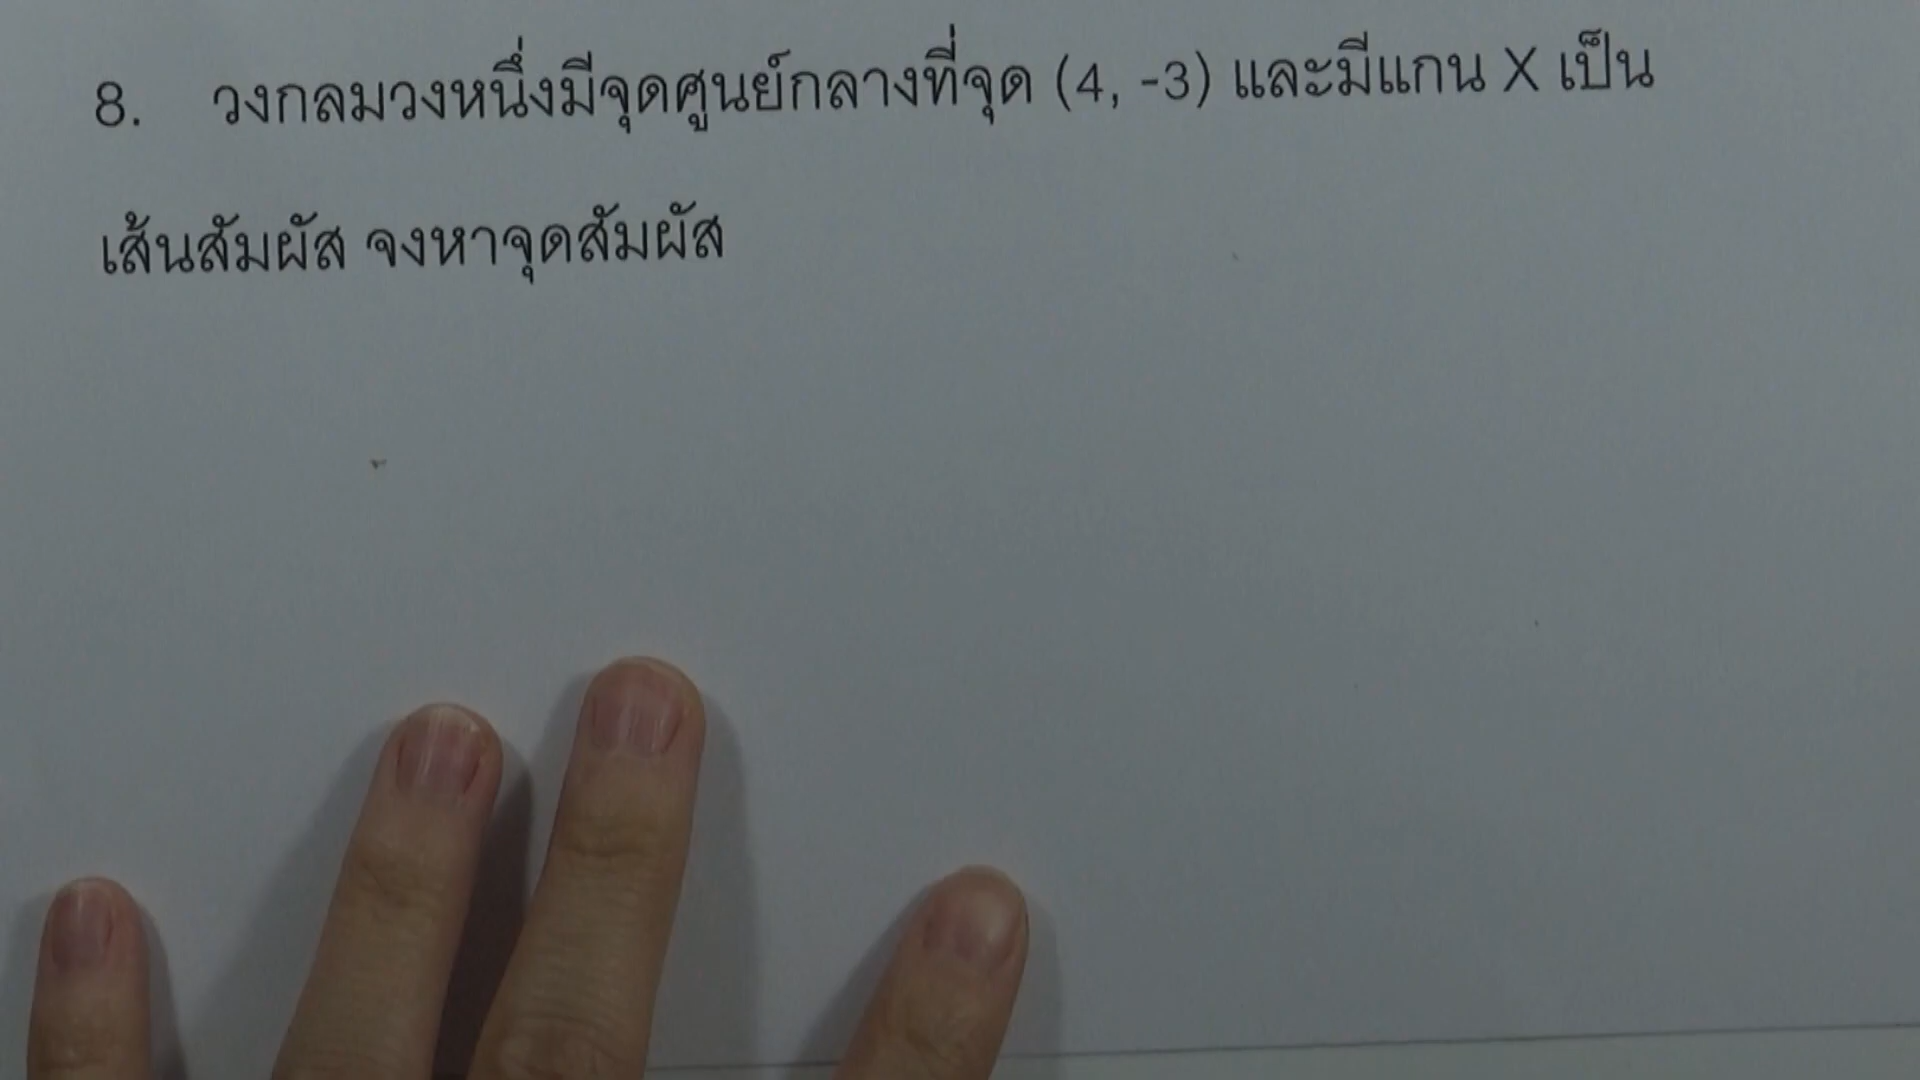 8. วงกลมวงหนึ่งมีจุดศูนย์กลางที่จุด (4, -3) และมีแกน X เป็น
เส้นสัมผัส จงหาจุดสัมผัส